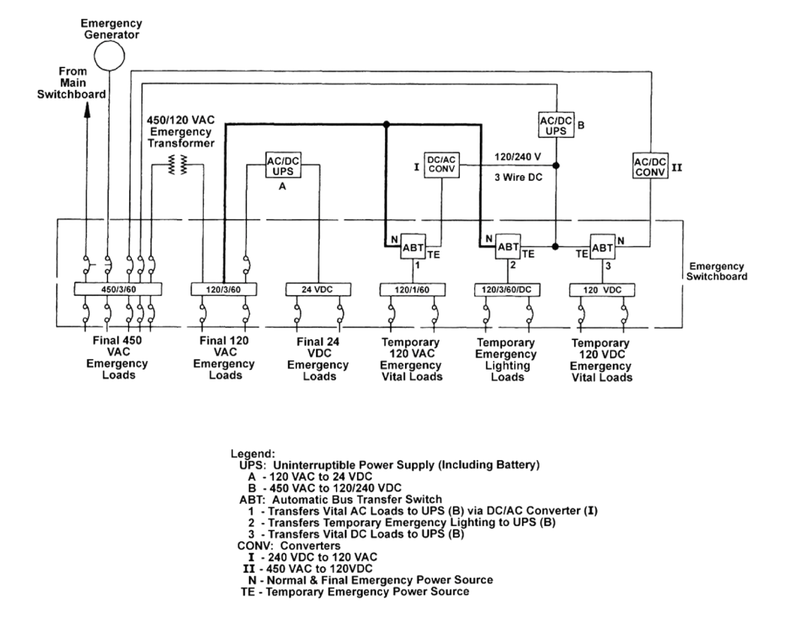 Emergency
Generator
From
Main
Switchboard
450/120 VAC
Emergency
Transformer
AC/DC
UPS
A
I
DC/AC
CONV
120/240 V
3 Wire DC
AC/DC
UPS
B
AC/DC
CONV
II
N
ABT
TE
1
N
ABT
TE
2
TE
ABT
N
3
Emergency
Switchboard
450/3/60
120/3/60
24 VDC
120/1/60
120/3/60/DC
120 VDC
Final 450
VAC
Emergency
Loads
Final 120
VAC
Emergency
Loads
Final 24
VDC
Emergency
Loads
Temporary
120 VAC
Emergency
Vital Loads
Temporary
Emergency
Lighting
Loads
Temporary
120 VDC
Emergency
Vital Loads
Legend:
UPS: Uninterruptible Power Supply (Including Battery)
A - 120 VAC to 24 VDC
B - 450 VAC to 120/240 VDC
ABT: Automatic Bus Transfer Switch
1 - Transfers Vital AC Loads to UPS (B) via DC/AC Converter (I)
2 - Transfers Temporary Emergency Lighting to UPS (B)
3 - Transfers Vital DC Loads to UPS (B)
CONV: Converters
I - 240 VDC to 120 VAC
II - 450 VAC to 120VDC
N - Normal & Final Emergency Power Source
TE - Temporary Emergency Power Source